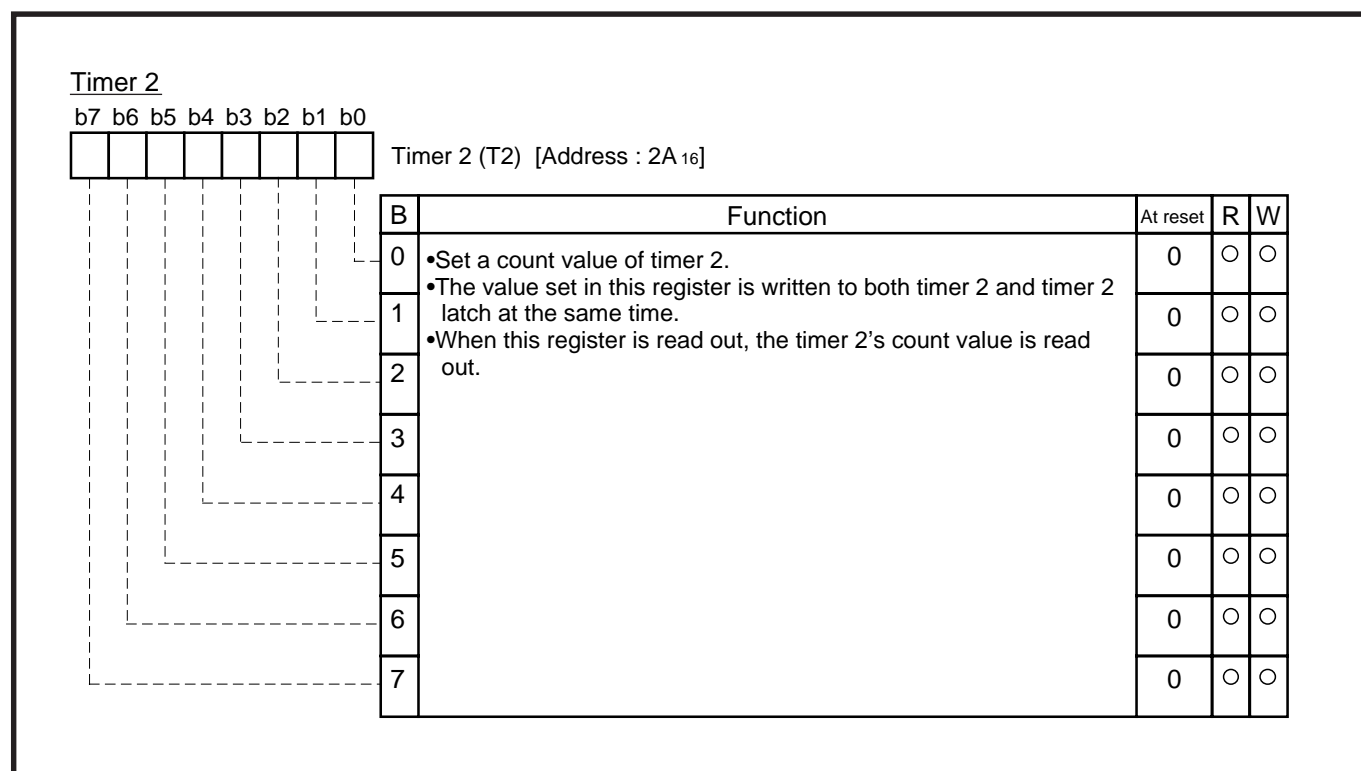 Timer 2
b7 b6 b5 b4 b3 b2 b1 b0
Timer 2 (T2) [Address : 2A 16]
B Function At reset R W
0 •Set a count value of timer 2. 0 ○ ○
•The value set in this register is written to both timer 2 and timer 2
1 latch at the same time. 0 ○ ○
•When this register is read out, the timer 2’s count value is read
2 out. 0 ○ ○
3 0 ○ ○
4 0 ○ ○
5 0 ○ ○
6 0 ○ ○
7 0 ○ ○